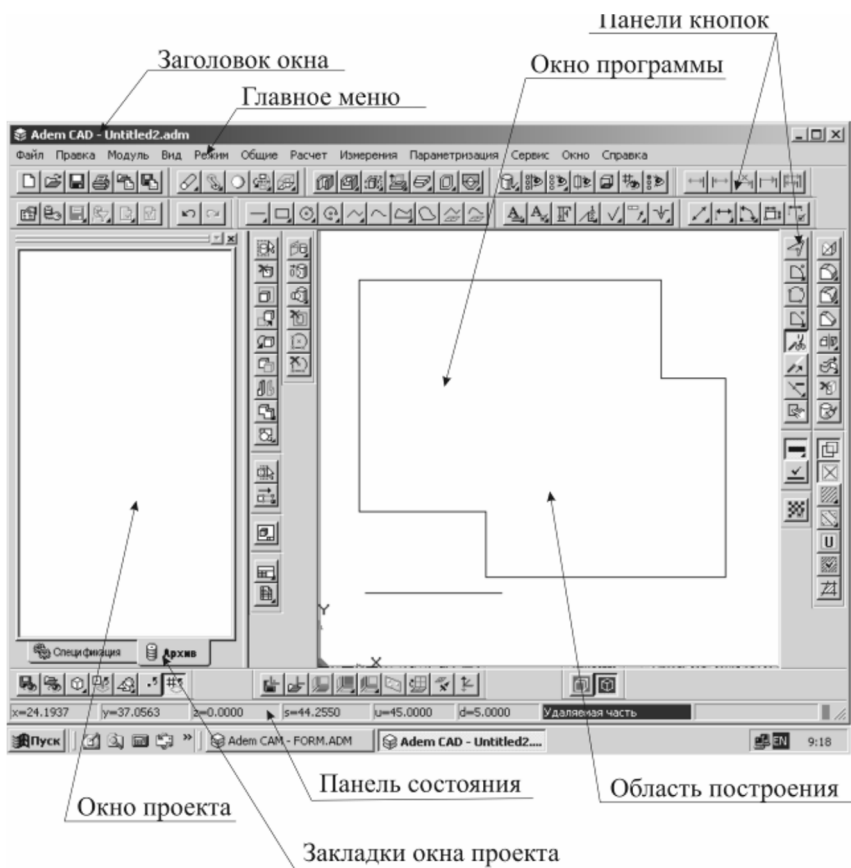 Панели кнопок
Заголовок окна
Окно программы
Главное меню
Adem CAD - Untitled2.adm
Файл Правка Модуль Вид Режим Общие Расчет Измерения Параметризация Сервис Окно Справка
U
Y
X
Спецификация Архив
x=24.1937 y=37.0563 z=0.0000 s=44.2550 u=45.0000 d=5.0000 Удаляемая часть
Пуск » Adem CAM - FORM.ADM Adem CAD - Untitled2.... EN 9:18
Панель состояния
Область построения
Окно проекта
Закладки окна проекта